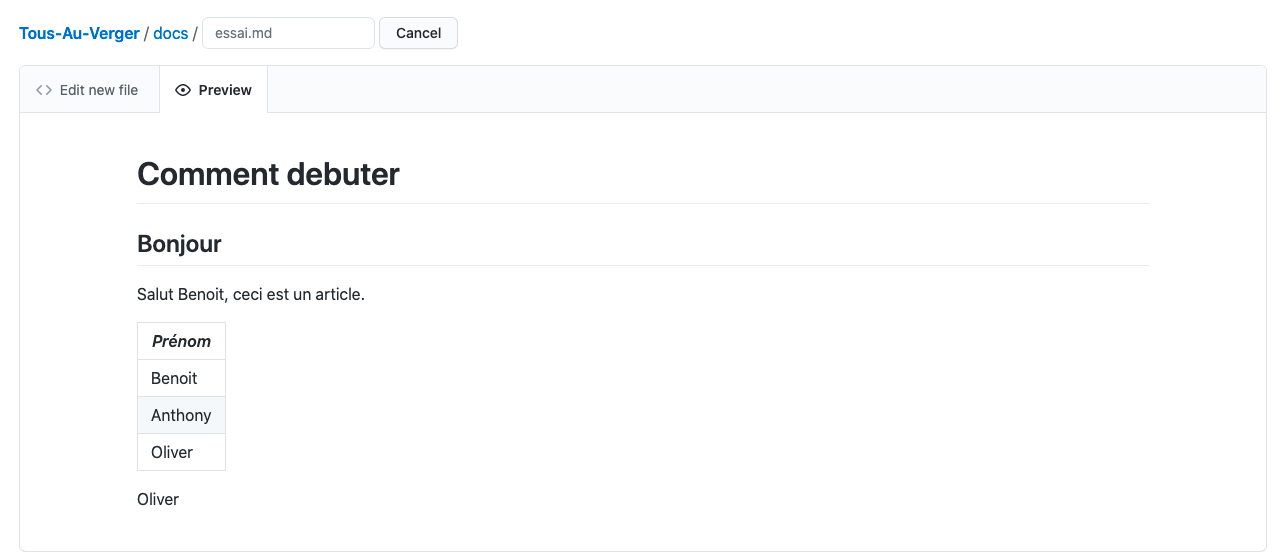 Tous-Au-Verger / docs / essai.md Cancel
Edit new file Preview
Comment debuter
Bonjour
Salut Benoit, ceci est un article.
Prénom
Benoit
Anthony
Oliver
Oliver